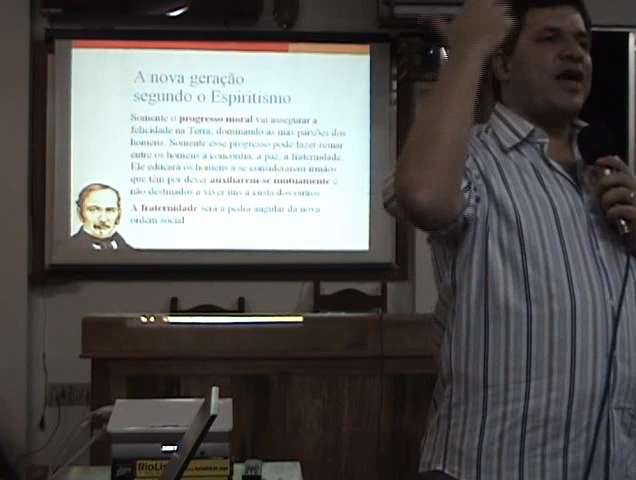 A nova geração
segundo o Espiritismo
Somente o progresso moral vai assegurar a
felicidade na Terra, dominando as más paixões dos
homens. Somente esse progresso pode fazer reinar
entre os homens a concórdia, a paz, a fraternidade.
Ele educará os homens a se considerarem irmãos
que têm por dever auxiliarem-se mutuamente e
não destinados a viver uns à custa dos outros
A fraternidade será a pedra angular da nova
ordem social